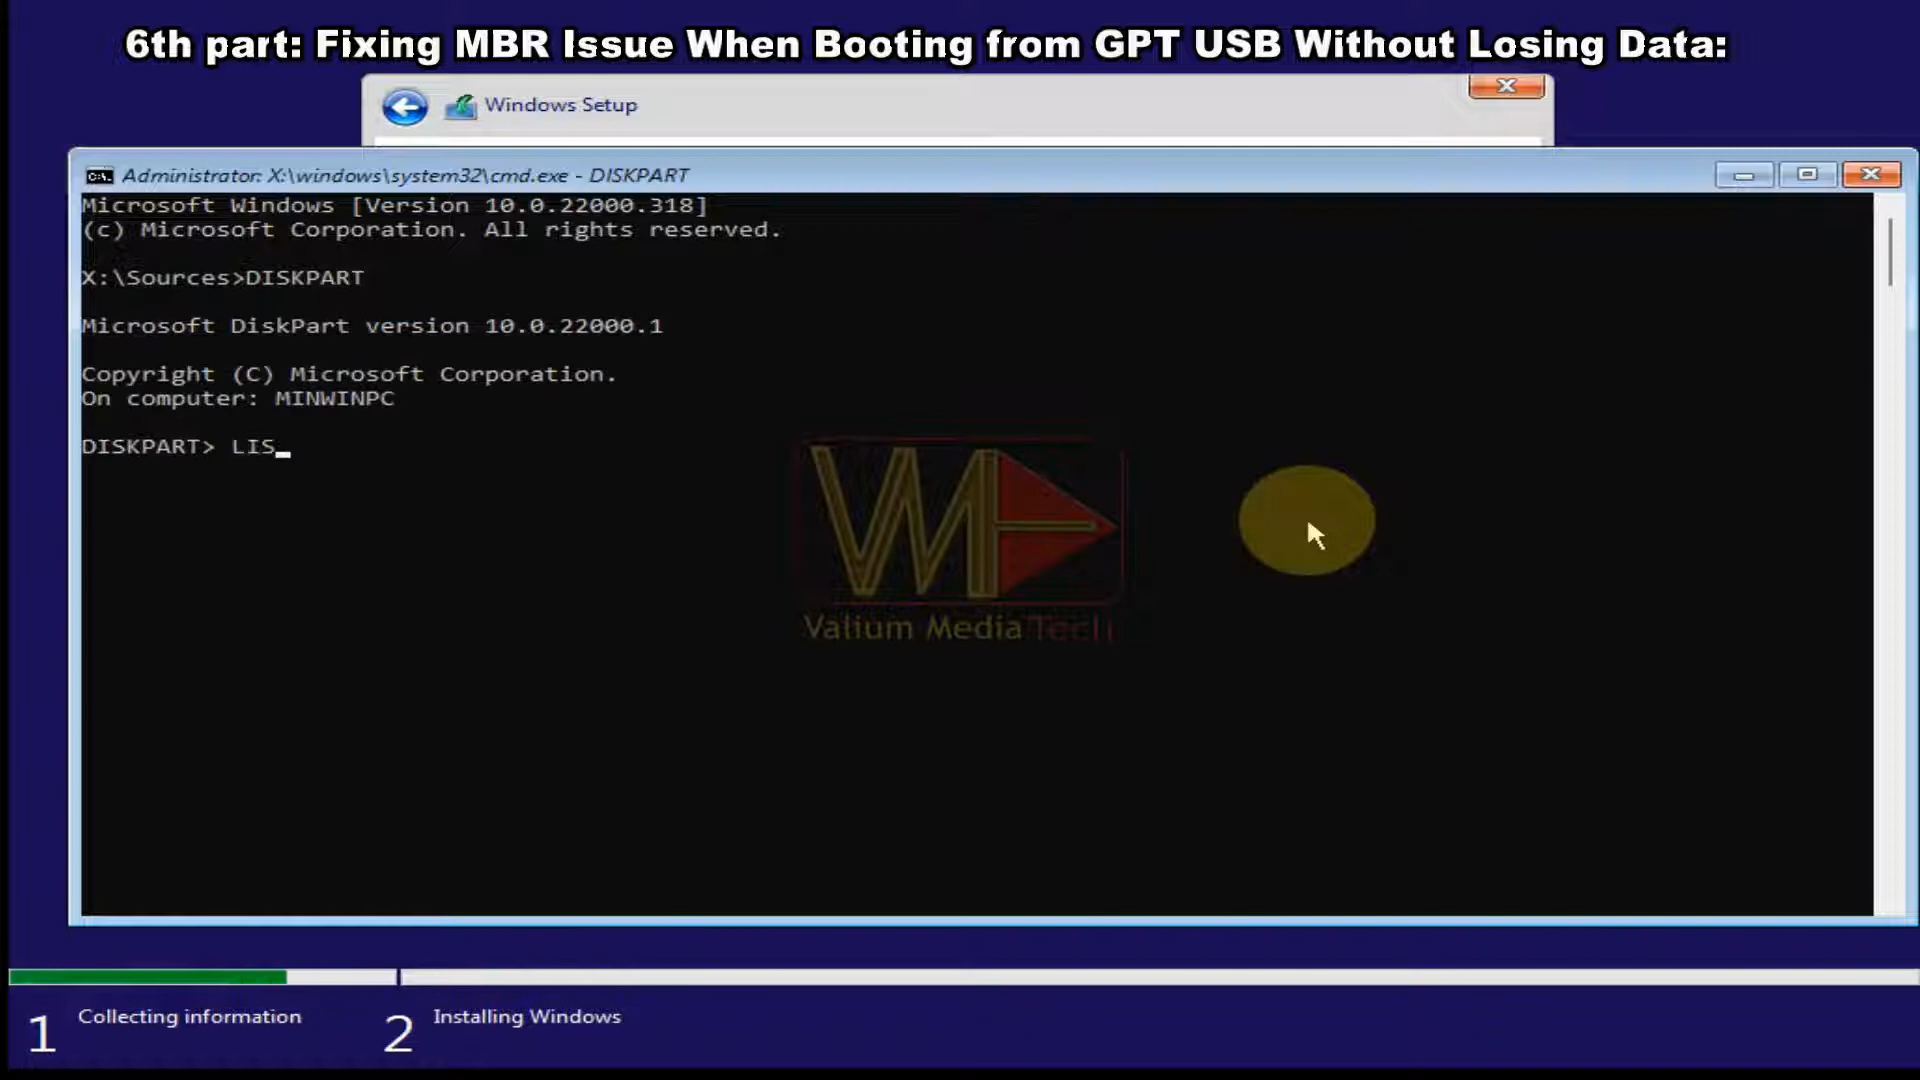 6th part: Fixing MBR Issue When Booting from GPT USB Without Losing Data:
Windows Setup
Administrator: X:\windows\system32\cmd.exe - DISKPART
Microsoft Windows [Version 10.0.22000.318]
(c) Microsoft Corporation. All rights reserved.
X:\Sources>DISKPART
Microsoft DiskPart version 10.0.22000.1
Copyright (C) Microsoft Corporation.
On computer: MINWINPC
DISKPART> LIS_
Valium MediaTech
1 Collecting information
2 Installing Windows